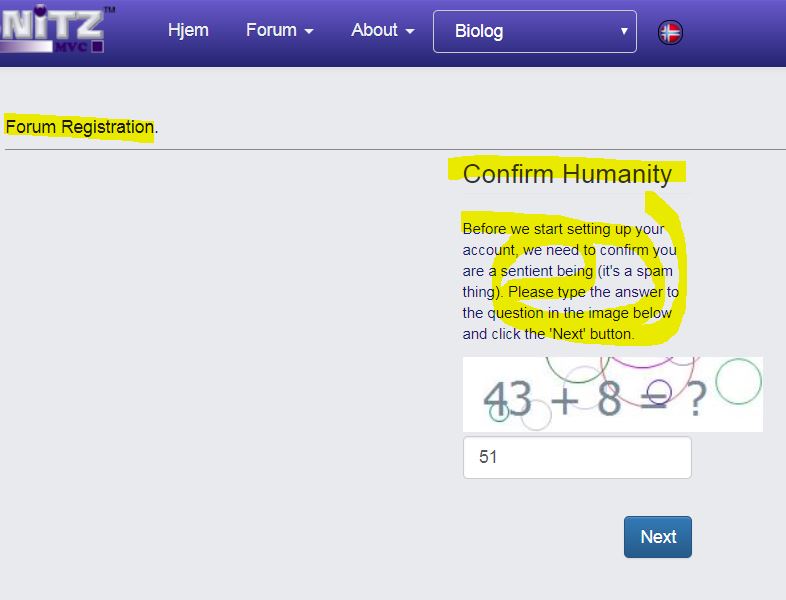 NiTZ™
MVC
Hjem
Forum
About
Biolog
Forum Registration.
Confirm Humanity
Before we start setting up your
account, we need to confirm you
are a sentient being (it's a spam
thing). Please type the answer to
the question in the image below
and click the 'Next' button.
43 + 8 = ?
51
Next